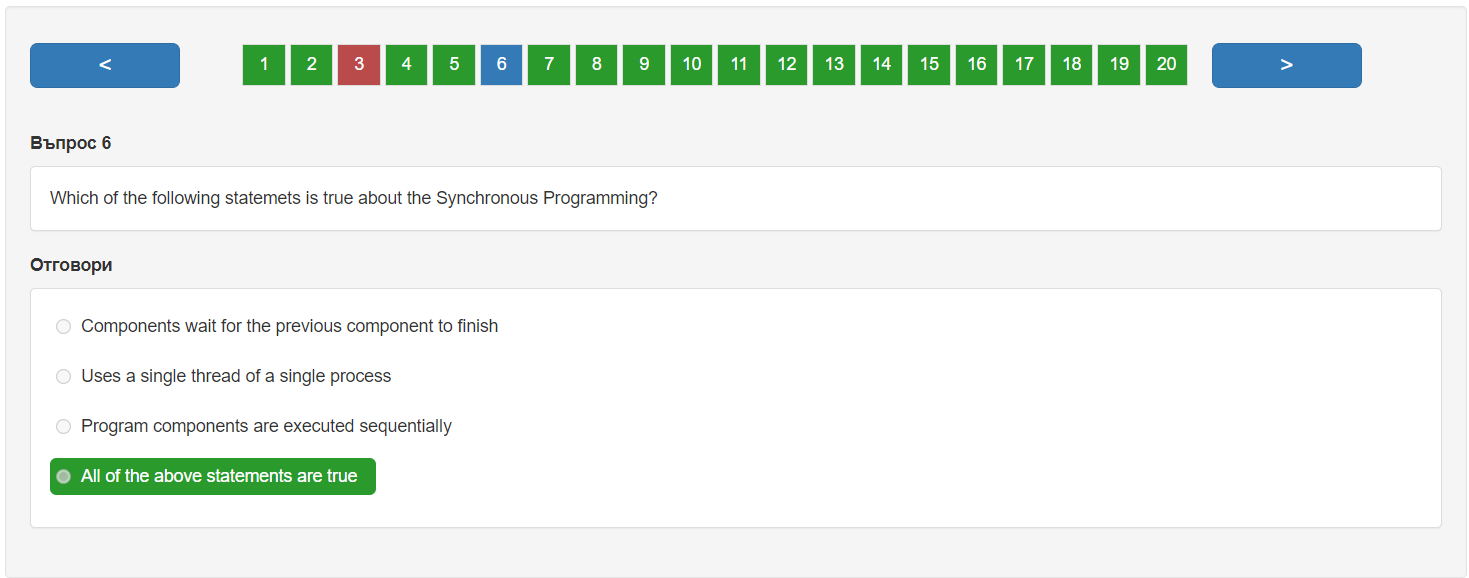 < 1 2 3 4 5 6 7 8 9 10 11 12 13 14 15 16 17 18 19 20 >
Въпрос 6
Which of the following statemets is true about the Synchronous Programming?
Отговори
Components wait for the previous component to finish
Uses a single thread of a single process
Program components are executed sequentially
All of the above statements are true